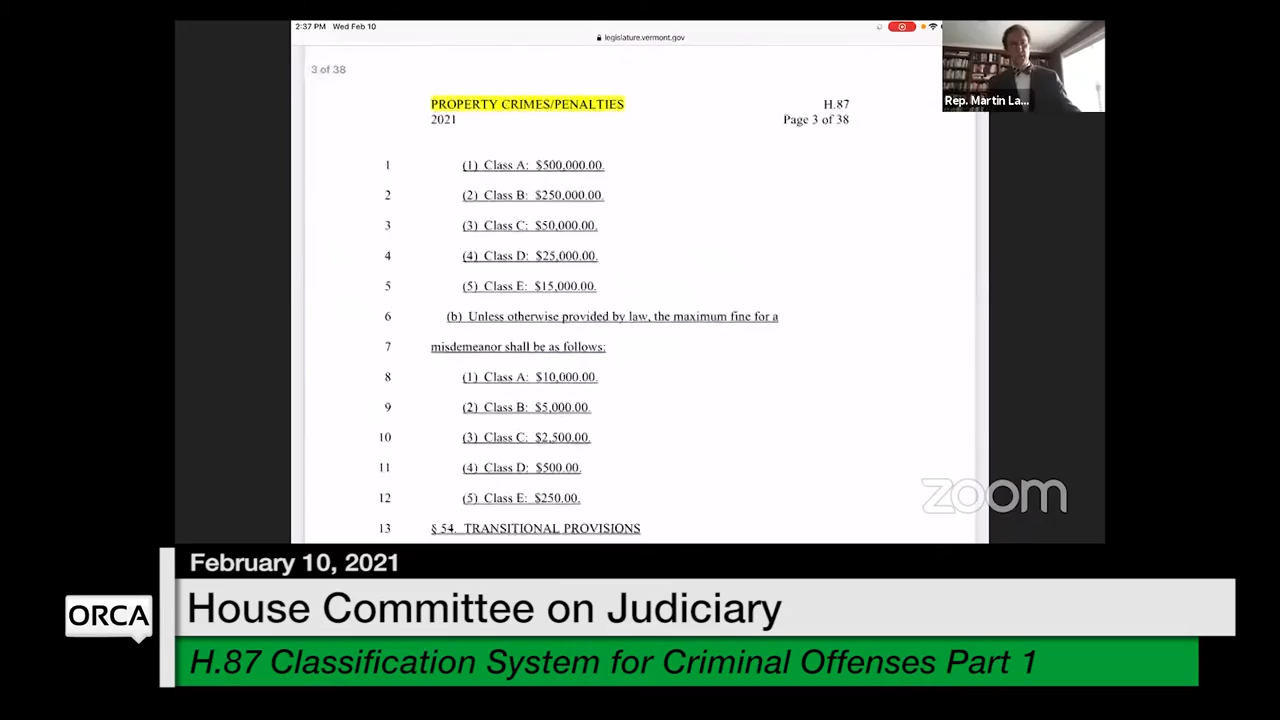 2:37 PM Wed Feb 10
legislature.vermont.gov
3 of 38
PROPERTY CRIMES/PENALTIES H.87
2021 Page 3 of 38
1 (1) Class A: $500,000.00.
2 (2) Class B: $250,000.00.
3 (3) Class C: $50,000.00.
4 (4) Class D: $25,000.00.
5 (5) Class E: $15,000.00.
6 (b) Unless otherwise provided by law, the maximum fine for a
7 misdemeanor shall be as follows:
8 (1) Class A: $10,000.00.
9 (2) Class B: $5,000.00.
10 (3) Class C: $2,500.00.
11 (4) Class D: $500.00.
12 (5) Class E: $250.00.
13 § 54. TRANSITIONAL PROVISIONS
Rep. Martin La...
zoom
February 10, 2021
ORCA
House Committee on Judiciary
H.87 Classification System for Criminal Offenses Part 1